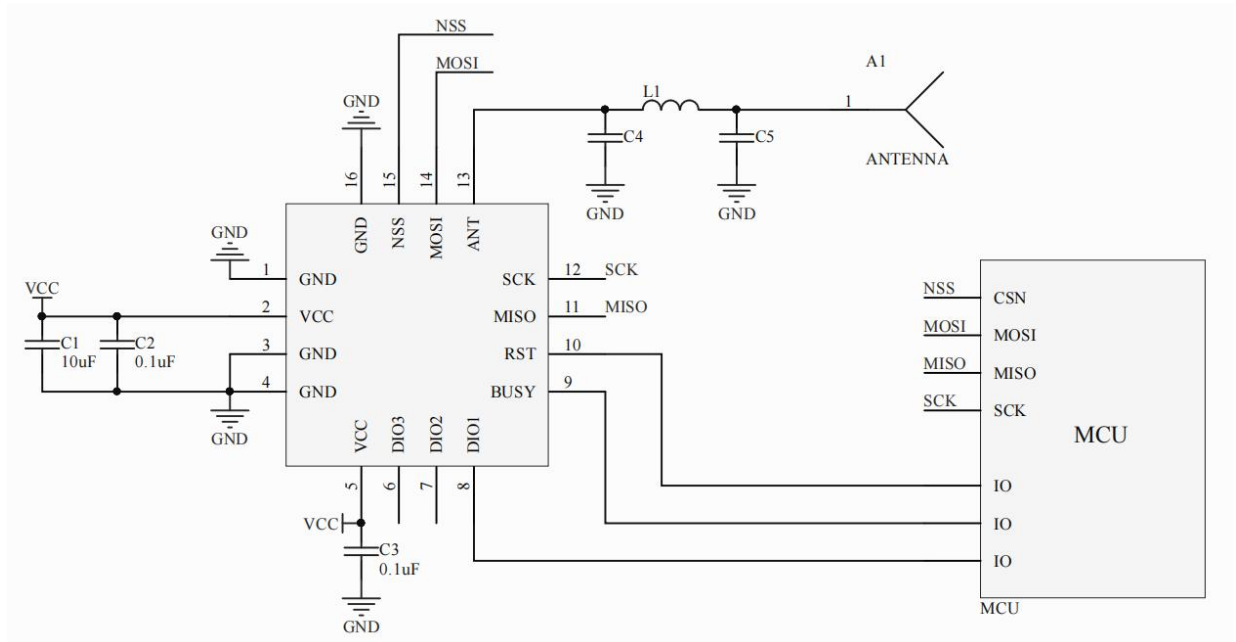 NSS
MOSI
A1
GND
L1
1
C4
C5
ANTENNA
16
15
14
13
GND
GND
GND
NSS
MOSI
ANT
GND
1
GND
SCK
12
SCK
VCC
2
VCC
MISO
11
MISO
C1
10uF
C2
0.1uF
3
GND
RST
10
4
GND
BUSY
9
GND
VCC
DIO3
DIO2
DIO1
5
6
7
8
VCC
C3
0.1uF
GND
NSS
CSN
MOSI
MOSI
MISO
MISO
SCK
SCK
MCU
IO
IO
IO
MCU